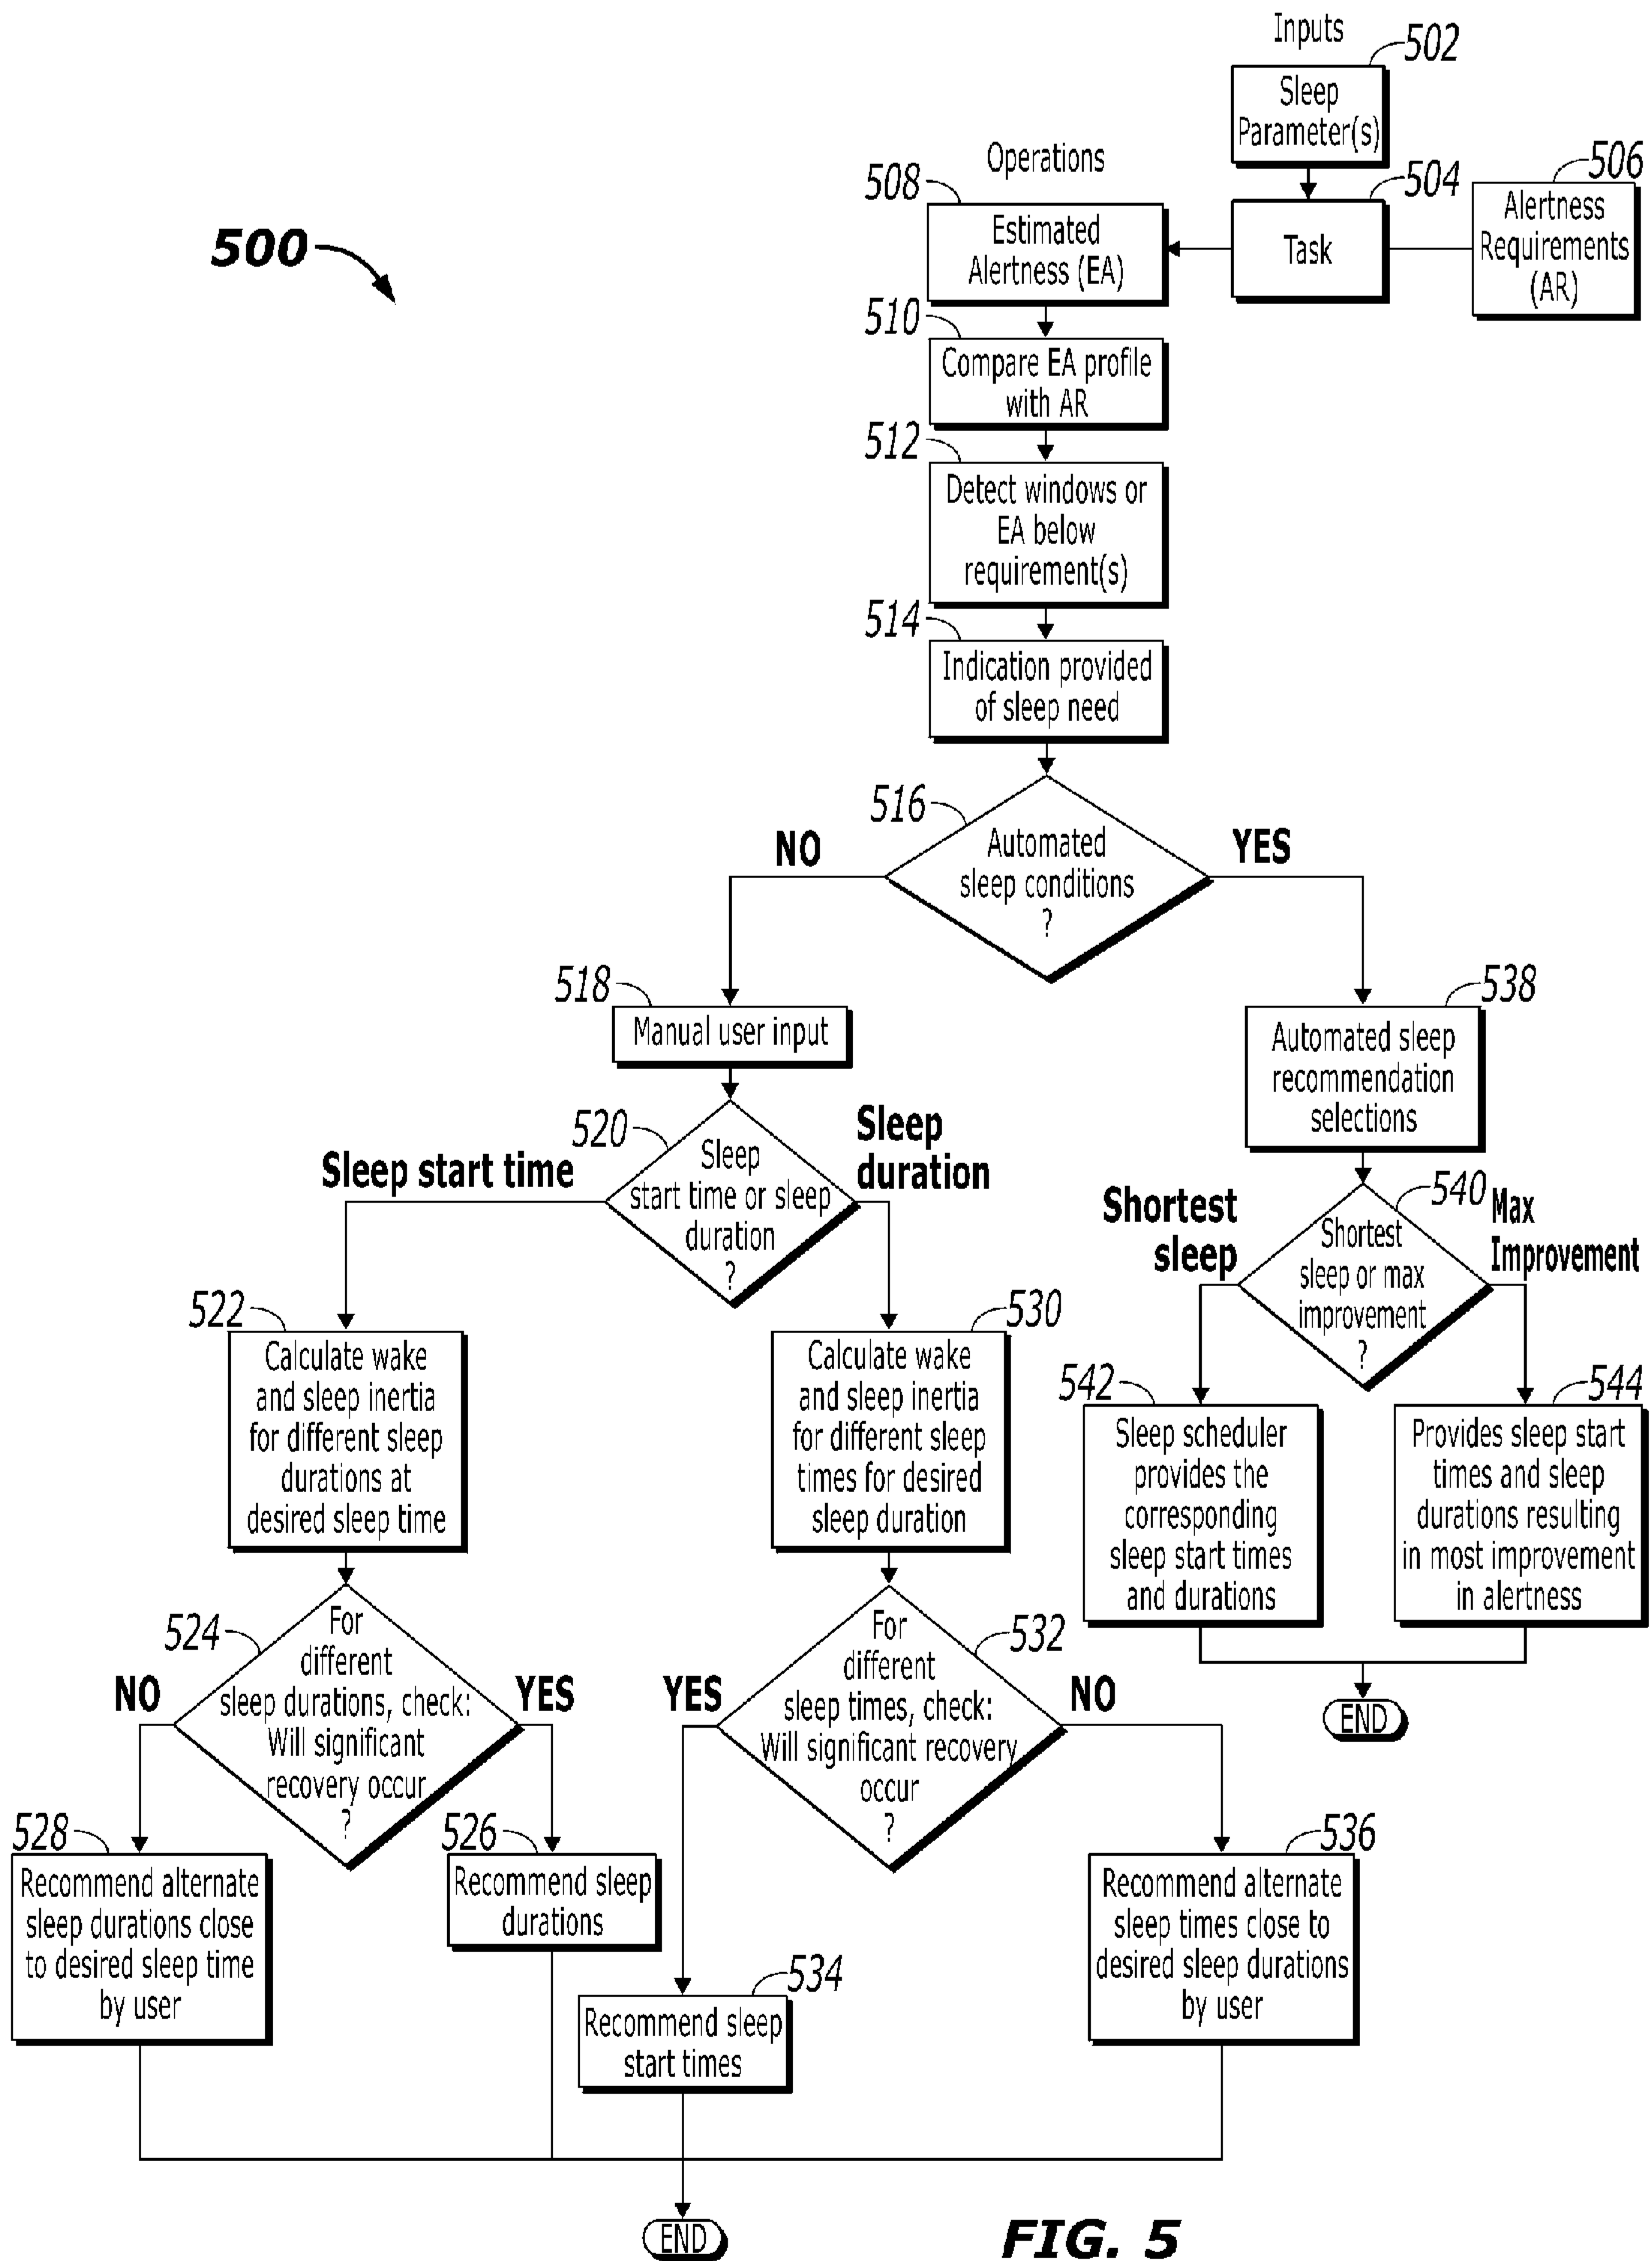 Inputs
502
Sleep
Parameter(s)
Operations
508
504
506
Estimated
Alertness (EA)
Task
Alertness
Requirements
(AR)
500
510
Compare EA profile
with AR
512
Detect windows or
EA below
requirement(s)
514
Indication provided
of sleep need
516
NO
YES
Automated
sleep conditions
?
518
Manual user input
538
Automated sleep
recommendation
selections
520
Sleep start time
Sleep
duration
Sleep
start time or sleep
duration
?
540
Shortest
sleep
Max
Improvement
Shortest
sleep or max
improvement
?
522
Calculate wake
and sleep inertia
for different sleep
durations at
desired sleep time
530
Calculate wake
and sleep inertia
for different sleep
times for desired
sleep duration
542
Sleep scheduler
provides the
corresponding
sleep start times
and durations
544
Provides sleep start
times and sleep
durations resulting
in most improvement
in alertness
524
NO
YES
For
different
sleep durations, check:
Will significant
recovery occur
?
532
YES
NO
For
different
sleep times, check:
Will significant recovery
occur
?
END
528
Recommend alternate
sleep durations close
to desired sleep time
by user
526
Recommend sleep
durations
534
Recommend sleep
start times
536
Recommend alternate
sleep times close to
desired sleep durations
by user
END
FIG. 5